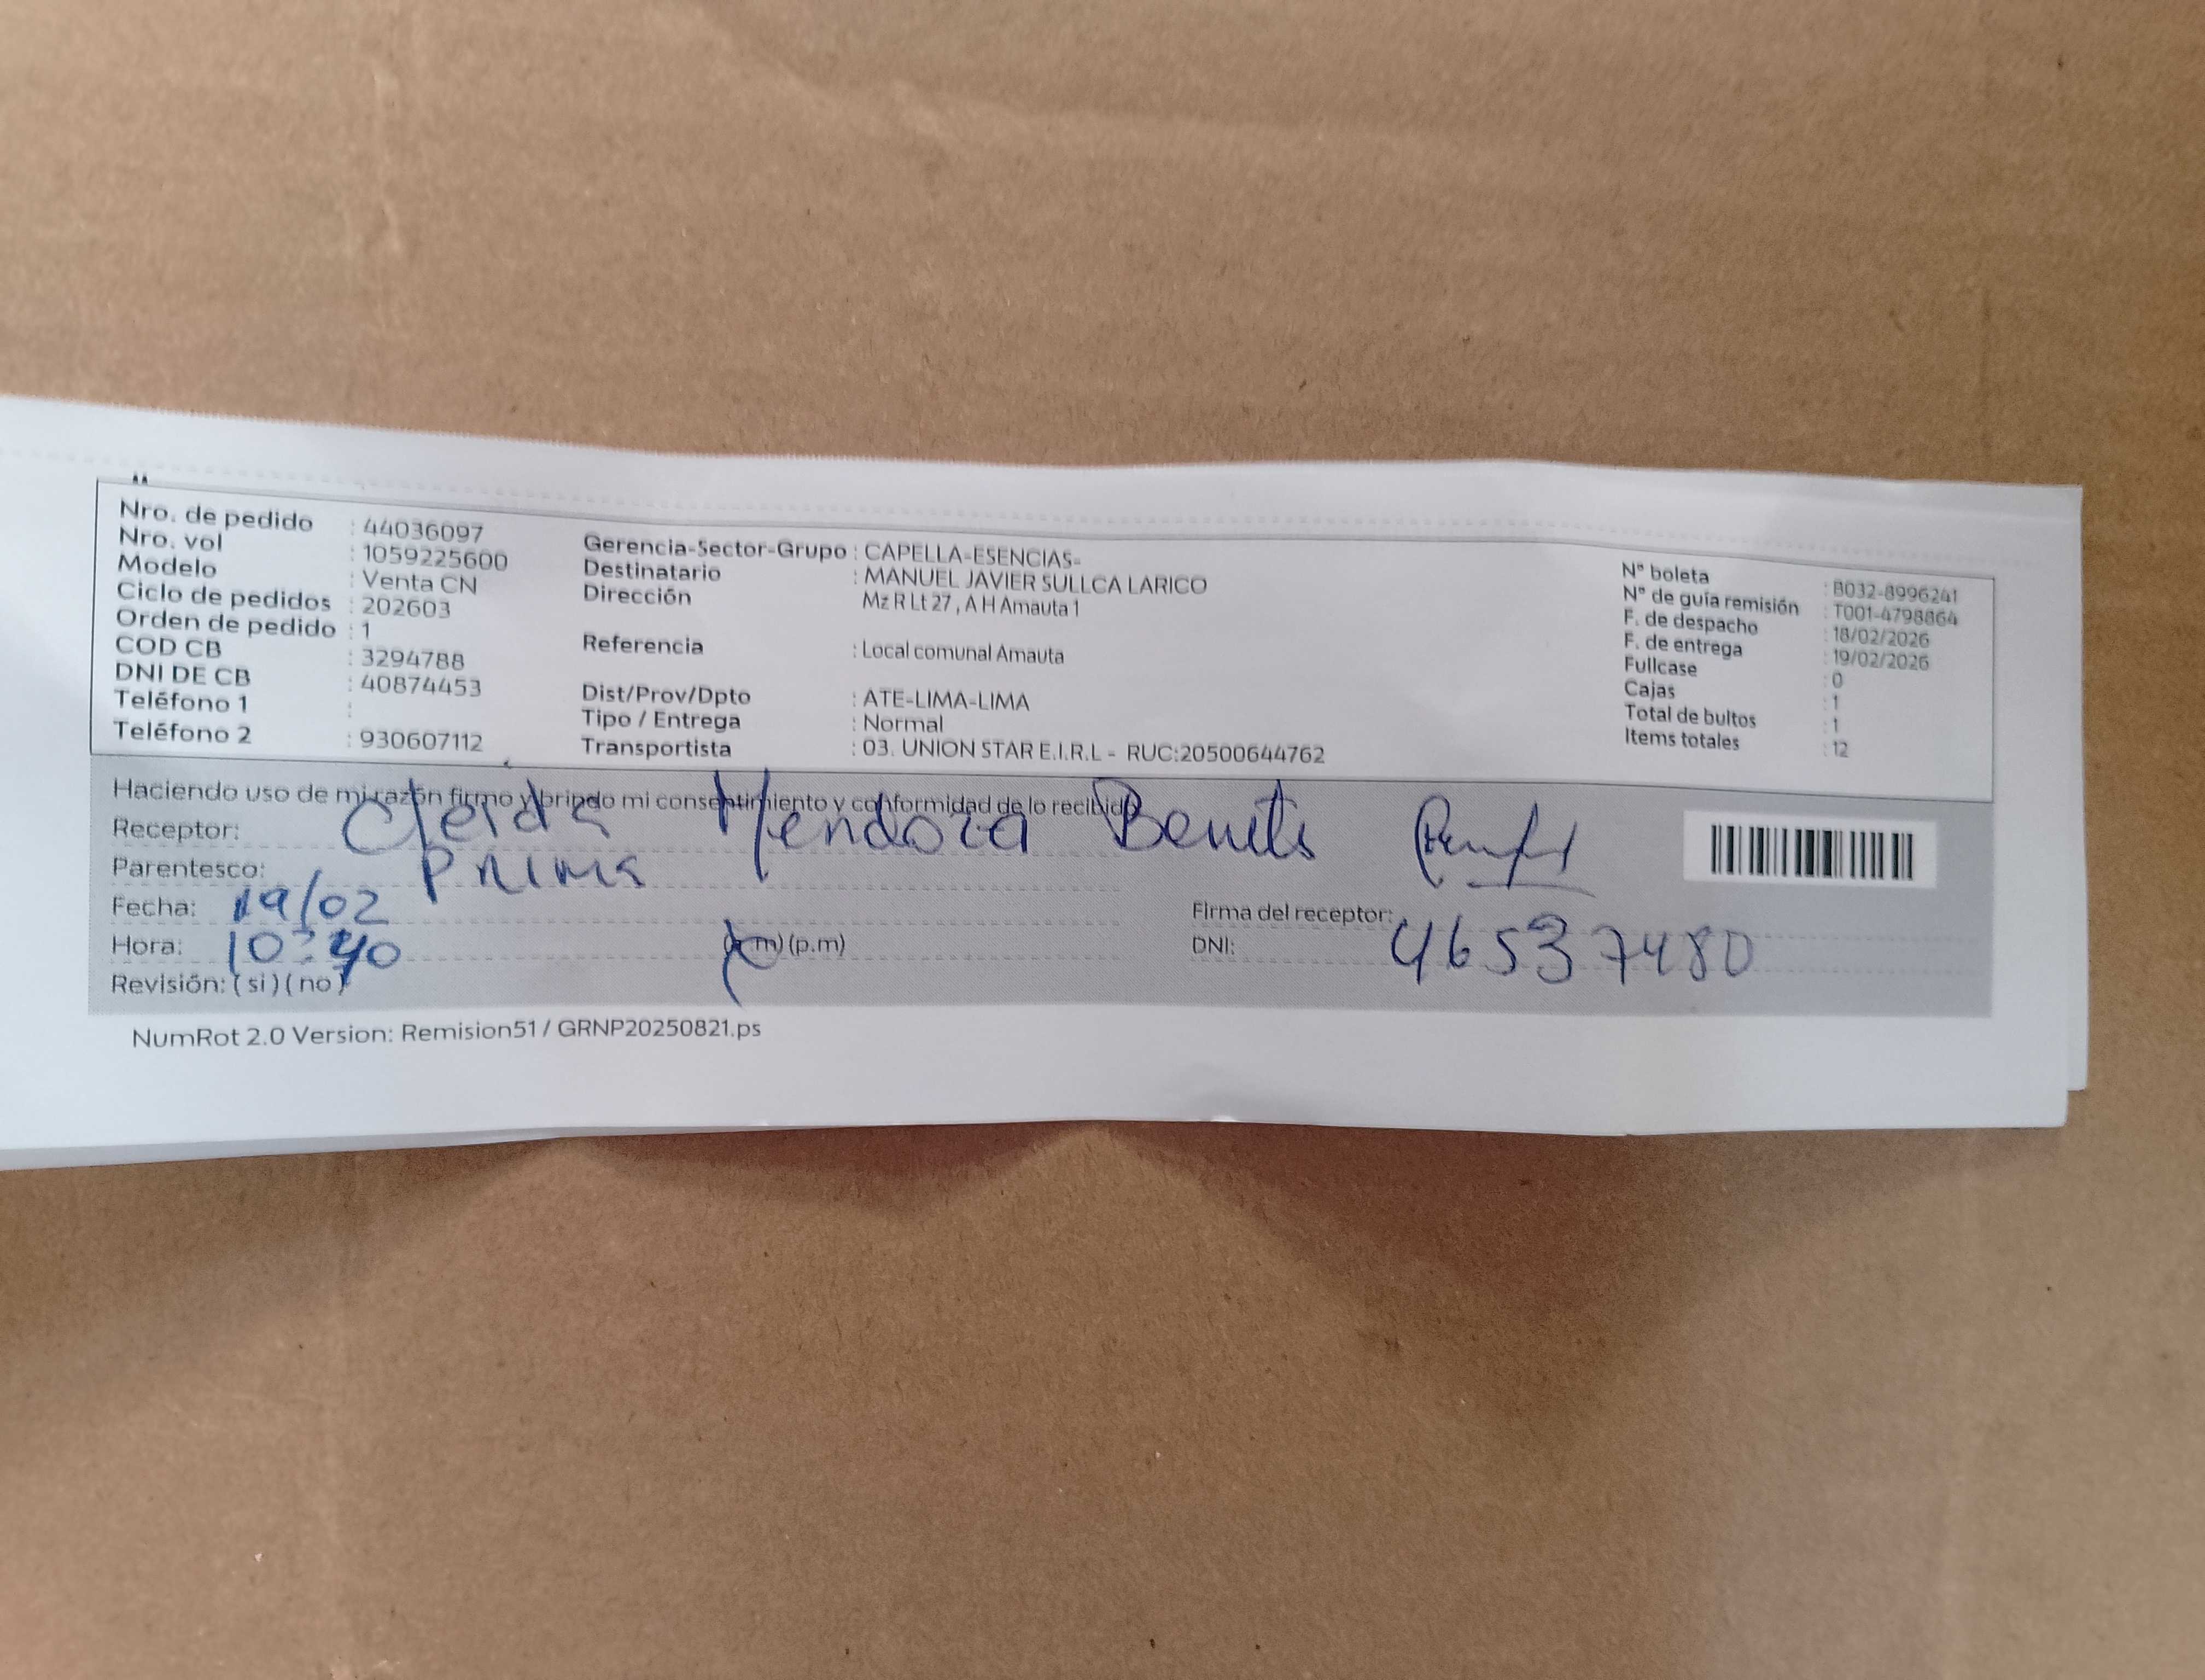 Nro. de pedido : 44036097
Nro. vol : 1059225600
Modelo : Venta CN
Ciclo de pedidos : 202603
Orden de pedido : 1
COD CB : 3294788
DNI DE CB : 40874453
Teléfono 1 :
Teléfono 2 : 930607112
Gerencia-Sector-Grupo : CAPELLA-ESENCIAS-
Destinatario : MANUEL JAVIER SULLCA LARICO
Dirección Mz R Lt 27 , A H Amauta 1
Referencia : Local comunal Amauta
Dist/Prov/Dpto : ATE-LIMA-LIMA
Tipo / Entrega : Normal
Transportista : 03. UNION STAR E.I.R.L - RUC:20500644762
N° boleta : B032-8996241
N° de guía remisión : T001-4798864
F. de despacho : 18/02/2026
F. de entrega : 19/02/2026
Fullcase : 0
Cajas : 1
Total de bultos : 1
Items totales : 12
Haciendo uso de mi razón firmo y brindo mi consentimiento y conformidad de lo recibido
Receptor: Mendoza Benito
Parentesco: Prima
Fecha: 19/02
Firma del receptor:
Hora: 10:40 (a.m) (p.m)
DNI: 46537480
Revisión: ( si ) ( no )
NumRot 2.0 Version: Remision51 / GRNP20250821.ps